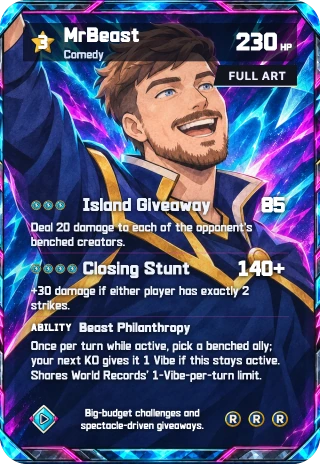 3
MrBeast
230 HP
Comedy
FULL ART
Island Giveaway 85
Deal 20 damage to each of the opponent's
benched creators.
Closing Stunt 140+
+30 damage if either player has exactly 2
strikes.
ABILITY Beast Philanthropy
Once per turn while active, pick a benched ally;
your next KO gives it 1 Vibe if this stays active.
Shares World Records' 1-Vibe-per-turn limit.
Big-budget challenges and
spectacle-driven giveaways.
R R R